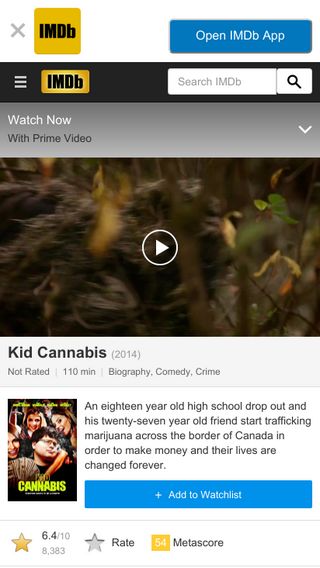 IMDb
Open IMDb App
IMDb
Search IMDb
Watch Now
With Prime Video
Kid Cannabis (2014)
Not Rated | 110 min | Biography, Comedy, Crime
An eighteen year old high school drop out and
his twenty-seven year old friend start trafficking
marijuana across the border of Canada in
order to make money and their lives are
changed forever.
KID
CANNABIS
+ Add to Watchlist
6.4/10
8,383
Rate
54 Metascore